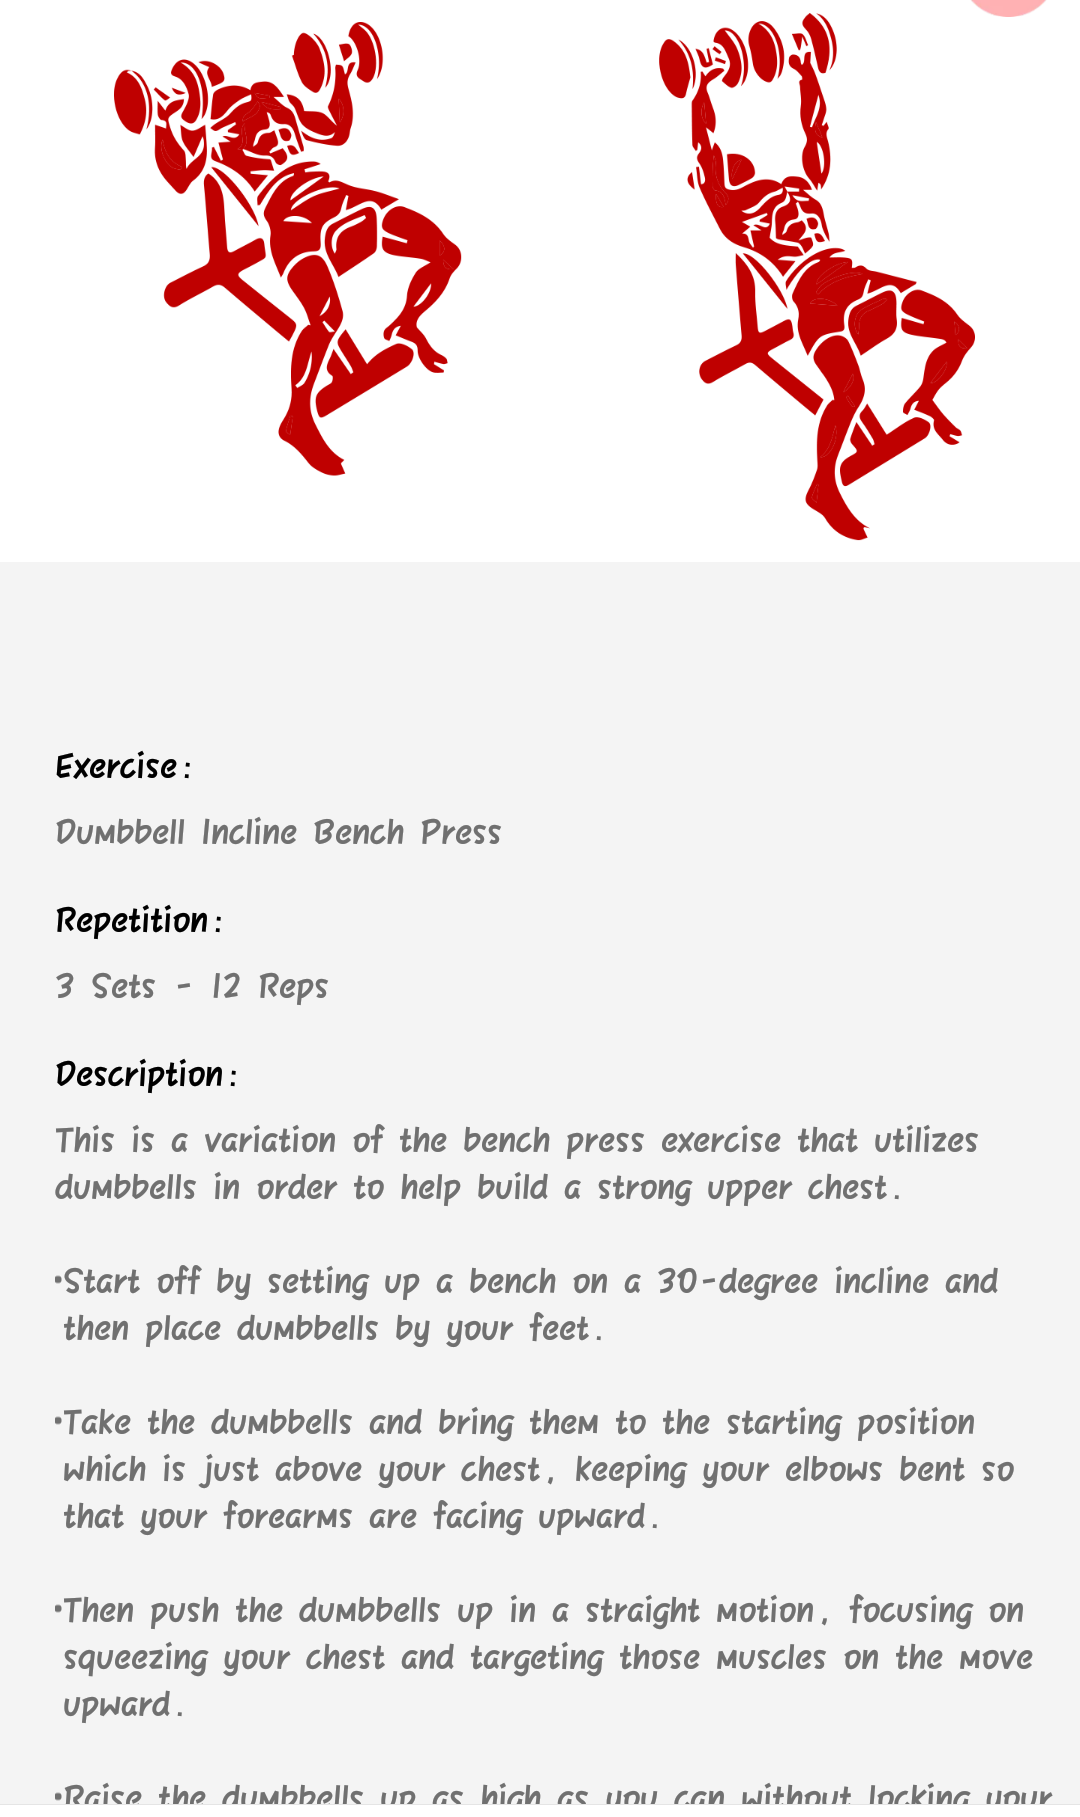 Exercise:
Dumbbell Incline Bench Press
Repetition:
3 Sets - 12 Reps
Description:
This is a variation of the bench press exercise that utilizes
dumbbells in order to help build a strong upper chest.
•Start off by setting up a bench on a 30-degree incline and
then place dumbbells by your feet.
•Take the dumbbells and bring them to the starting position
which is just above your chest, keeping your elbows bent so
that your forearms are facing upward.
•Then push the dumbbells up in a straight motion, focusing on
squeezing your chest and targeting those muscles on the move
upward.
•Raise the dumbbells up as high as you can without locking your